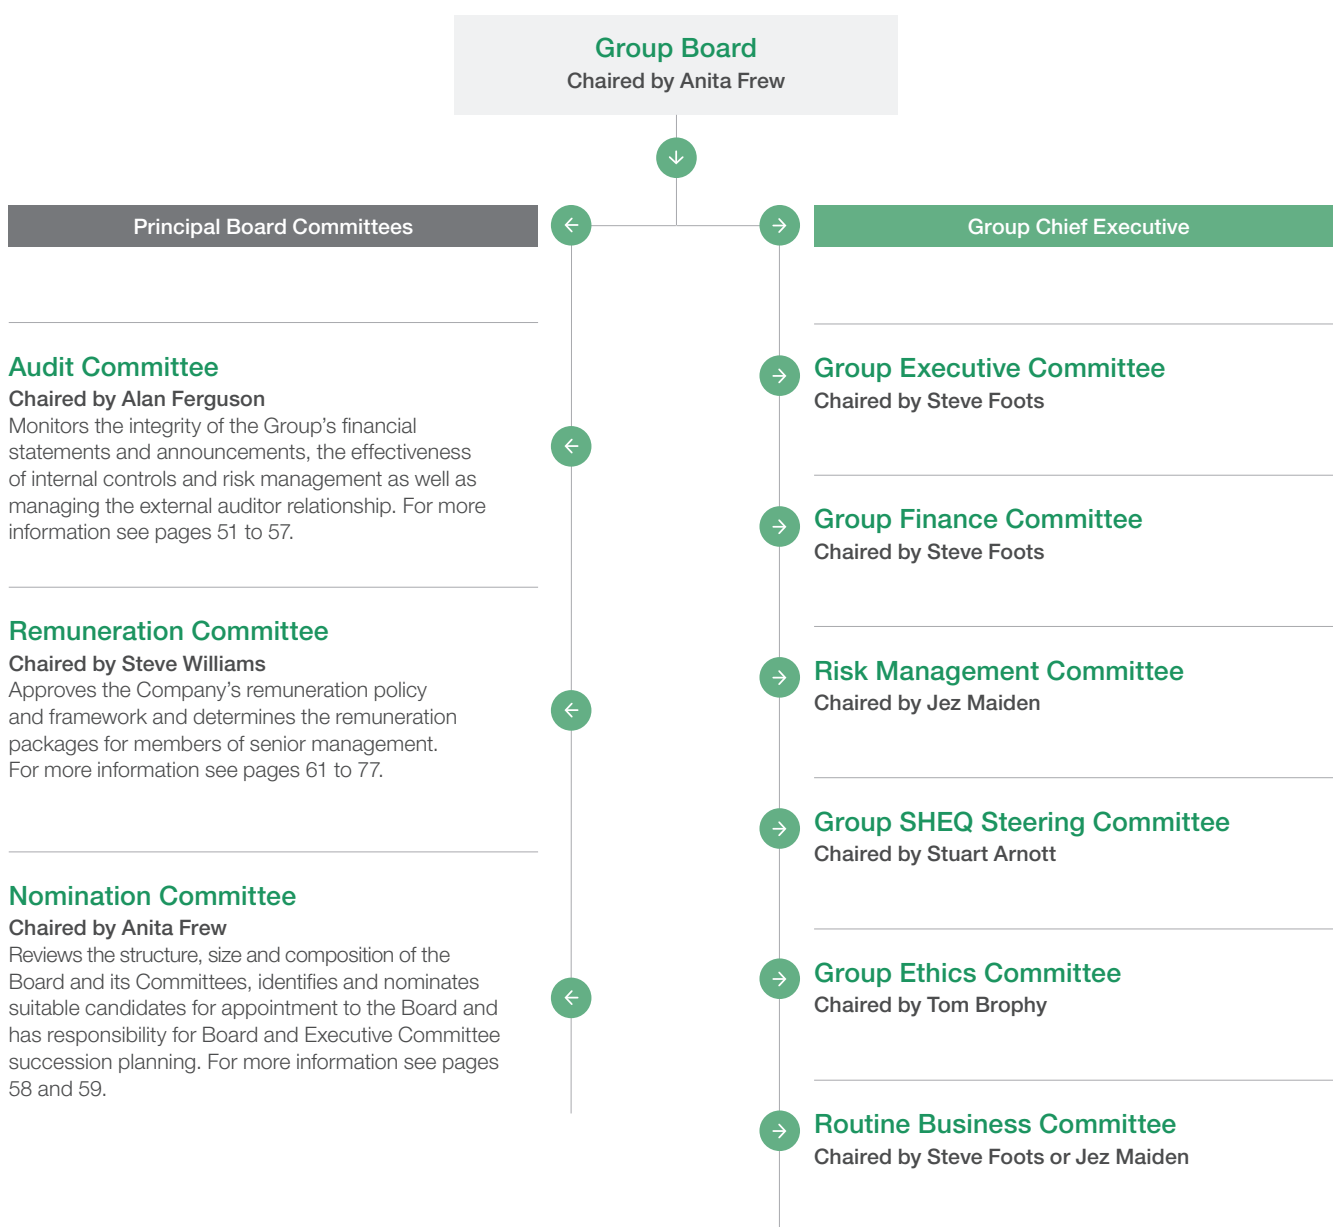 Group Board
Chaired by Anita Frew
Principal Board Committees
Audit Committee
Chaired by Alan Ferguson
Monitors the integrity of the Group’s financial
statements and announcements, the effectiveness
of internal controls and risk management as well as
managing the external auditor relationship. For more
information see pages 51 to 57.
Remuneration Committee
Chaired by Steve Williams
Approves the Company’s remuneration policy
and framework and determines the remuneration
packages for members of senior management.
For more information see pages 61 to 77.
Nomination Committee
Chaired by Anita Frew
Reviews the structure, size and composition of the
Board and its Committees, identifies and nominates
suitable candidates for appointment to the Board and
has responsibility for Board and Executive Committee
succession planning. For more information see pages
58 and 59.
Group Chief Executive
Group Executive Committee
Chaired by Steve Foots
Group Finance Committee
Chaired by Steve Foots
Risk Management Committee
Chaired by Jez Maiden
Group SHEQ Steering Committee
Chaired by Stuart Arnott
Group Ethics Committee
Chaired by Tom Brophy
Routine Business Committee
Chaired by Steve Foots or Jez Maiden